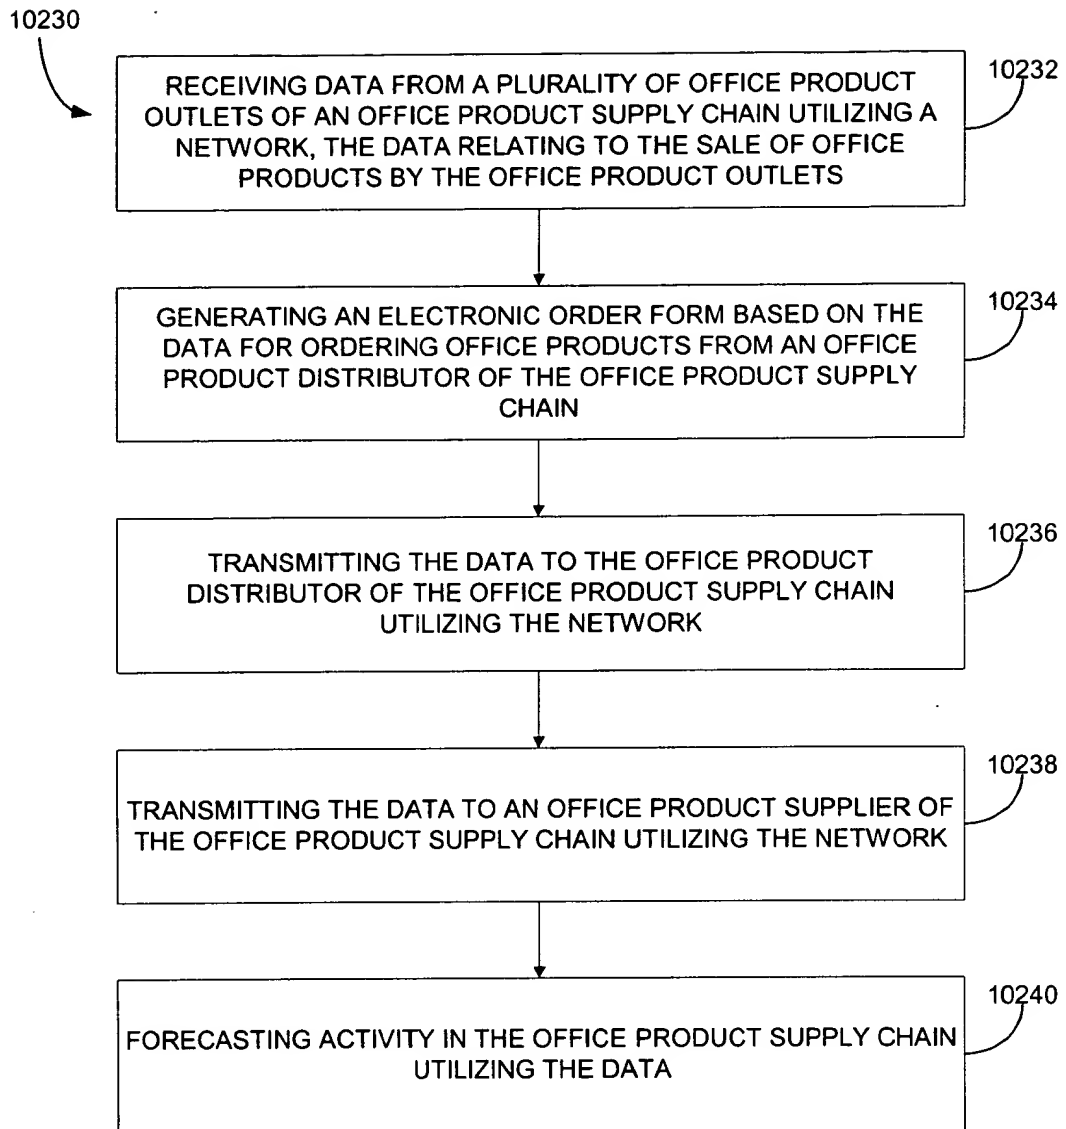 10230
10232
RECEIVING DATA FROM A PLURALITY OF OFFICE PRODUCT
OUTLETS OF AN OFFICE PRODUCT SUPPLY CHAIN UTILIZING A
NETWORK, THE DATA RELATING TO THE SALE OF OFFICE
PRODUCTS BY THE OFFICE PRODUCT OUTLETS
10234
GENERATING AN ELECTRONIC ORDER FORM BASED ON THE
DATA FOR ORDERING OFFICE PRODUCTS FROM AN OFFICE
PRODUCT DISTRIBUTOR OF THE OFFICE PRODUCT SUPPLY
CHAIN
10236
TRANSMITTING THE DATA TO THE OFFICE PRODUCT
DISTRIBUTOR OF THE OFFICE PRODUCT SUPPLY CHAIN
UTILIZING THE NETWORK
10238
TRANSMITTING THE DATA TO AN OFFICE PRODUCT SUPPLIER OF
THE OFFICE PRODUCT SUPPLY CHAIN UTILIZING THE NETWORK
10240
FORECASTING ACTIVITY IN THE OFFICE PRODUCT SUPPLY CHAIN
UTILIZING THE DATA